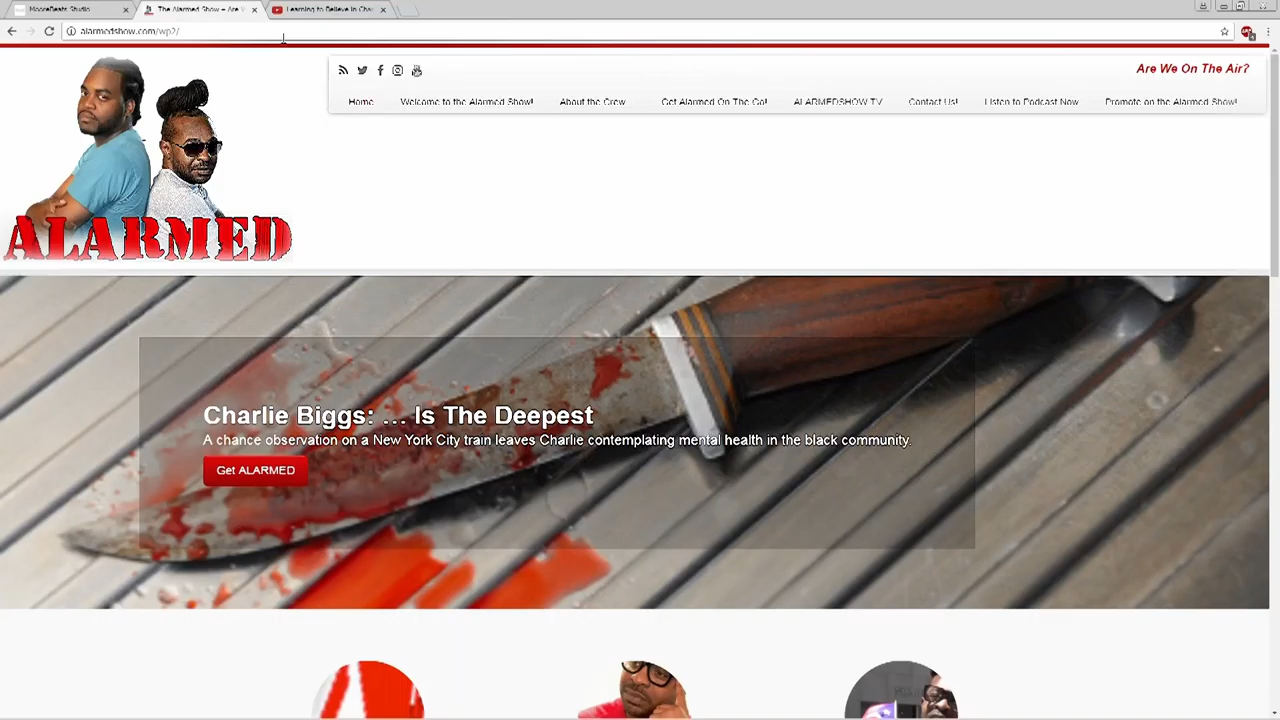 MooreBeats Studio
The Alarmed Show – Are W
Learning to Believe in Char
alarmedshow.com/wp2/
Are We On The Air?
Home
Welcome to the Alarmed Show!
About the Crew
Get Alarmed On The Go!
ALARMEDSHOW TV
Contact Us!
Listen to Podcast Now
Promote on the Alarmed Show!
ALARMED
Charlie Biggs: ... Is The Deepest
A chance observation on a New York City train leaves Charlie contemplating mental health in the black community.
Get ALARMED